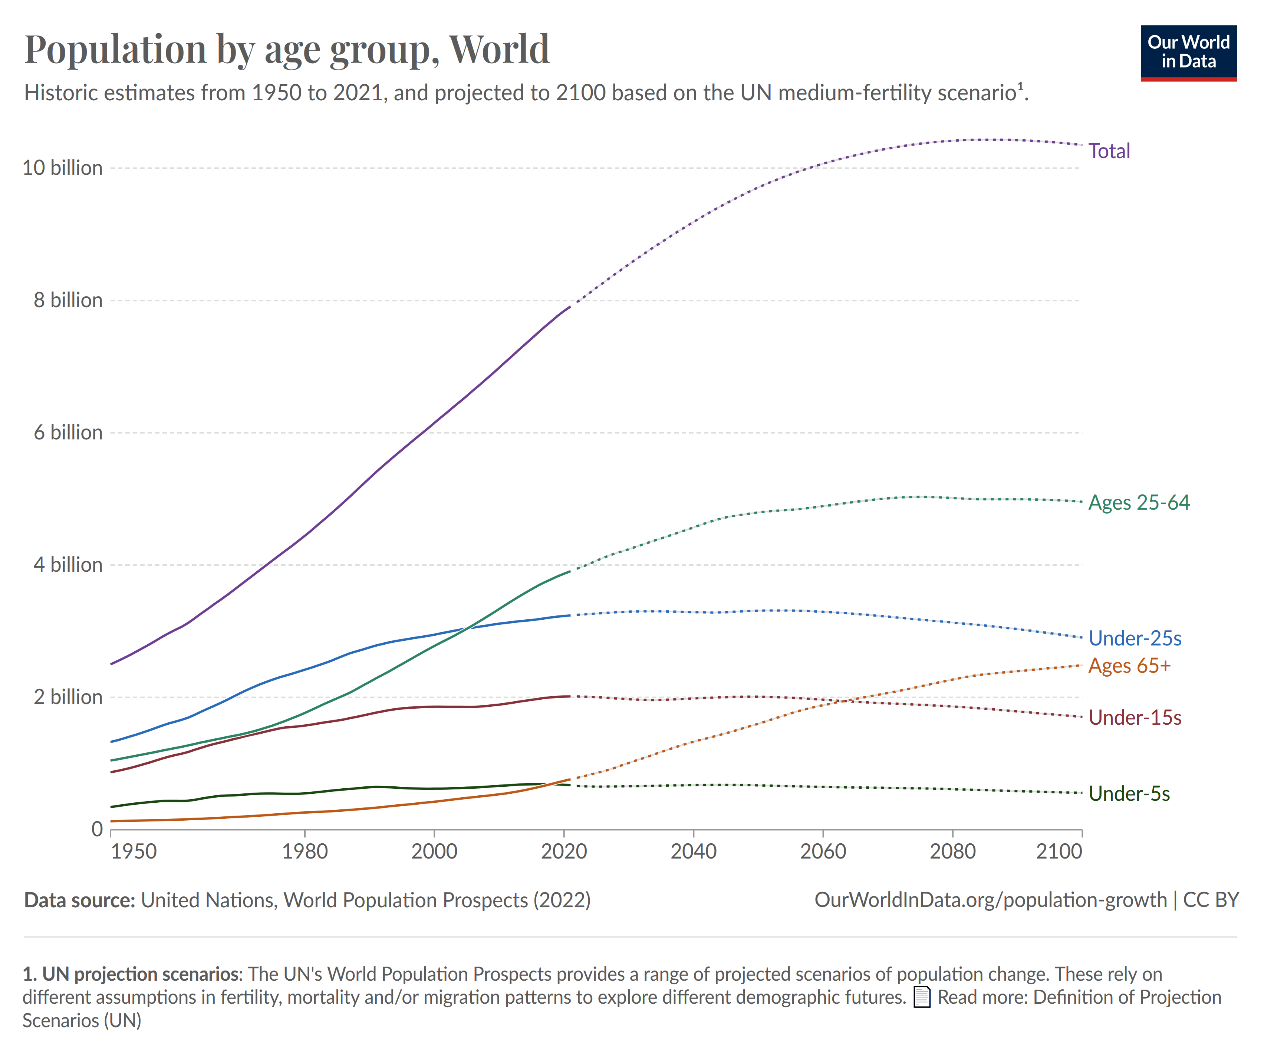 Population by age group, World
Our World
in Data
Historic estimates from 1950 to 2021, and projected to 2100 based on the UN medium-fertility scenario¹.
10 billion
Total
8 billion
6 billion
Ages 25-64
4 billion
Under-25s
Ages 65+
2 billion
Under-15s
Under-5s
0
1950 1980 2000 2020 2040 2060 2080 2100
Data source: United Nations, World Population Prospects (2022)
OurWorldInData.org/population-growth | CC BY
1. UN projection scenarios: The UN's World Population Prospects provides a range of projected scenarios of population change. These rely on
different assumptions in fertility, mortality and/or migration patterns to explore different demographic futures. 📄 Read more: Definition of Projection
Scenarios (UN)